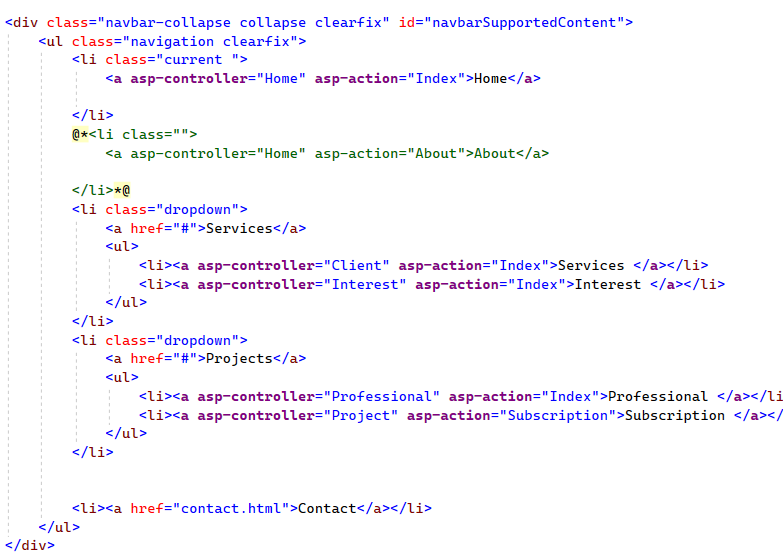 <div class="navbar-collapse collapse clearfix" id="navbarSupportedContent">
<ul class="navigation clearfix">
<li class="current ">
<a asp-controller="Home" asp-action="Index">Home</a>
</li>
@*<li class="">
<a asp-controller="Home" asp-action="About">About</a>
</li>*@
<li class="dropdown">
<a href="#">Services</a>
<ul>
<li><a asp-controller="Client" asp-action="Index">Services </a></li>
<li><a asp-controller="Interest" asp-action="Index">Interest </a></li>
</ul>
</li>
<li class="dropdown">
<a href="#">Projects</a>
<ul>
<li><a asp-controller="Professional" asp-action="Index">Professional </a></li
<li><a asp-controller="Project" asp-action="Subscription">Subscription </a></
</ul>
</li>
<li><a href="contact.html">Contact</a></li>
</ul>
</div>